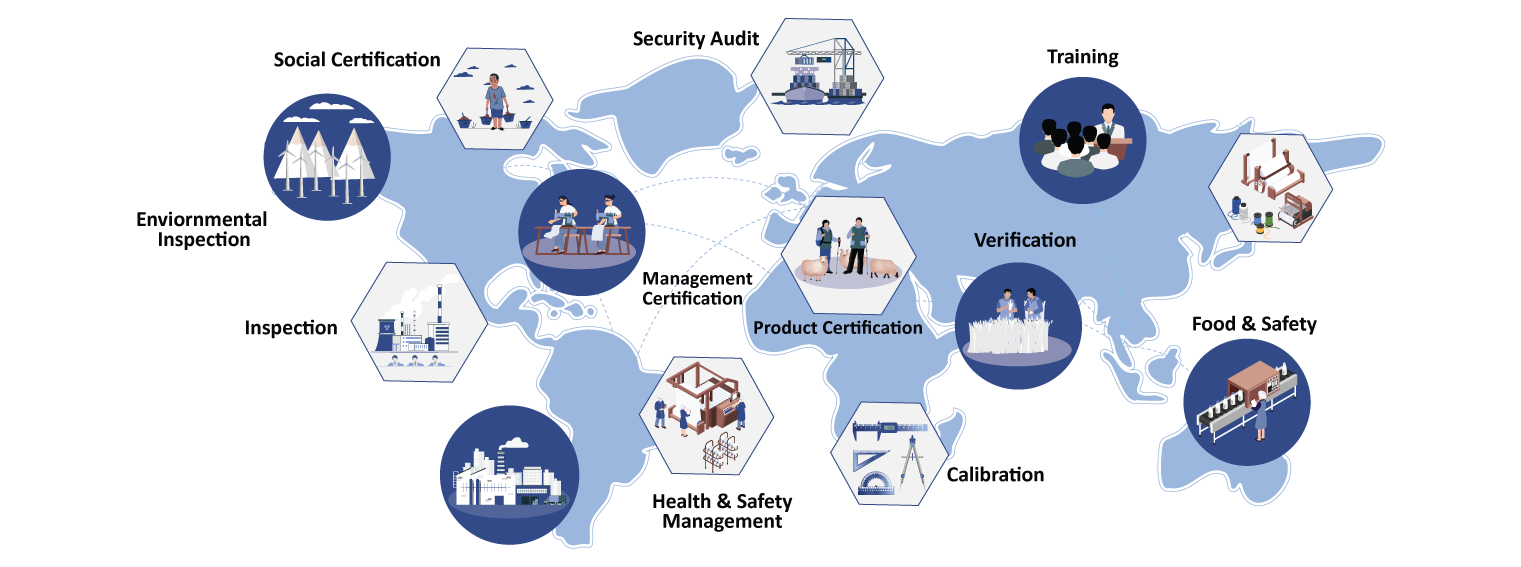 Security Audit
Social Certification
Training
Enviornmental
Inspection
Verification
Management
Certification
Inspection
Product Certification
Food & Safety
Health & Safety
Management
Calibration